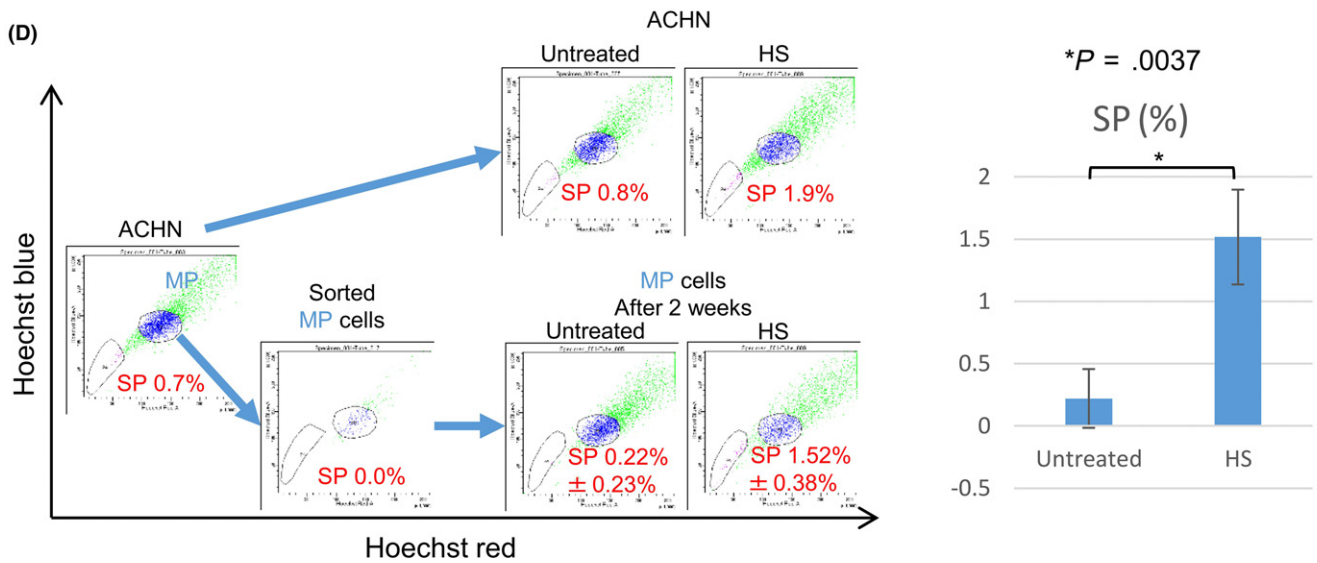 (D)
ACHN
Untreated
HS
SP 0.8%
SP 1.9%
ACHN
MP
SP 0.7%
Sorted
MP cells
SP 0.0%
MP cells
After 2 weeks
Untreated
HS
SP 0.22%
± 0.23%
SP 1.52%
± 0.38%
Hoechst blue
Hoechst red
*P = .0037
SP (%)
*
2
1.5
1
0.5
0
-0.5
Untreated
HS